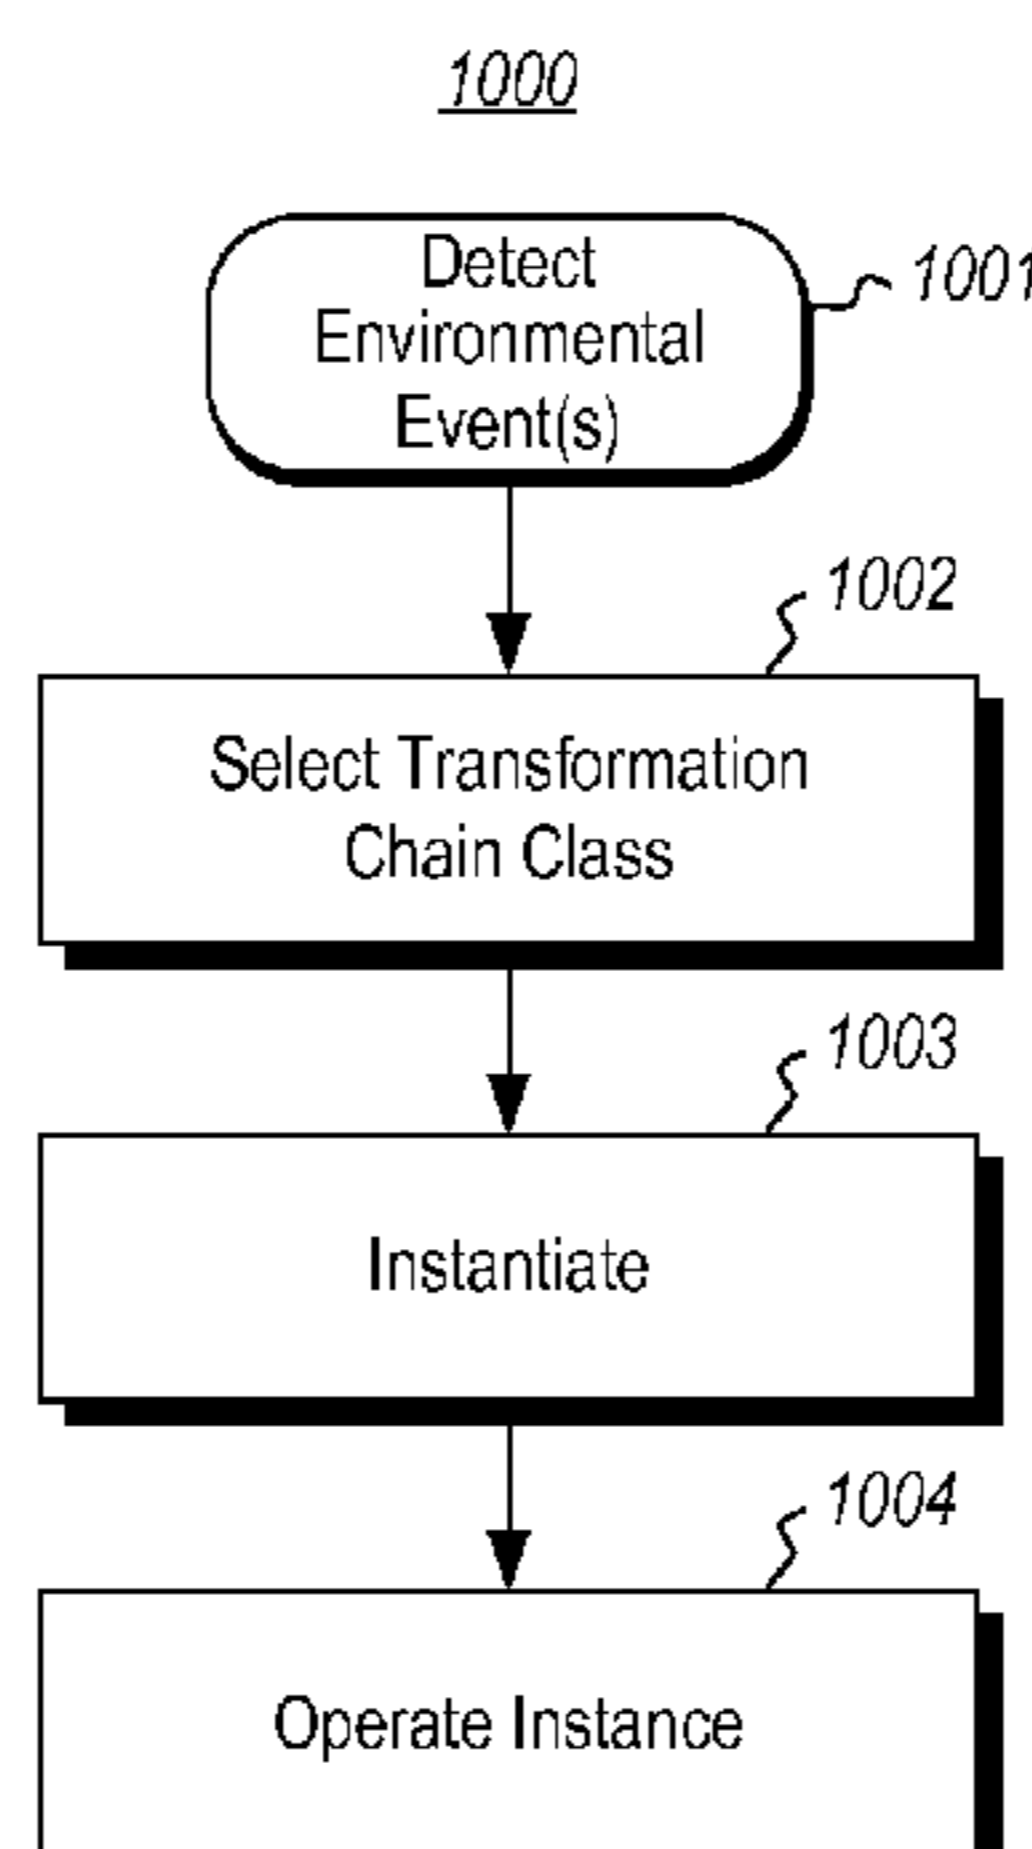 1000
Detect
Environmental
Event(s)
1001
1002
Select Transformation
Chain Class
1003
Instantiate
1004
Operate Instance